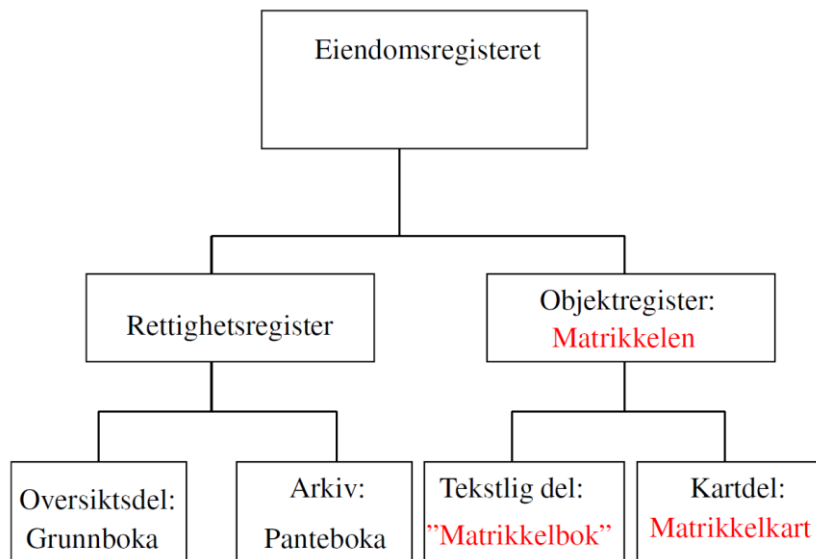 Eiendomsregisteret
Rettighetsregister
Objektregister:
Matrikkelen
Oversiktsdel:
Grunnboka
Arkiv:
Panteboka
Tekstlig del:
”Matrikkelbok”
Kartdel:
Matrikkelkart